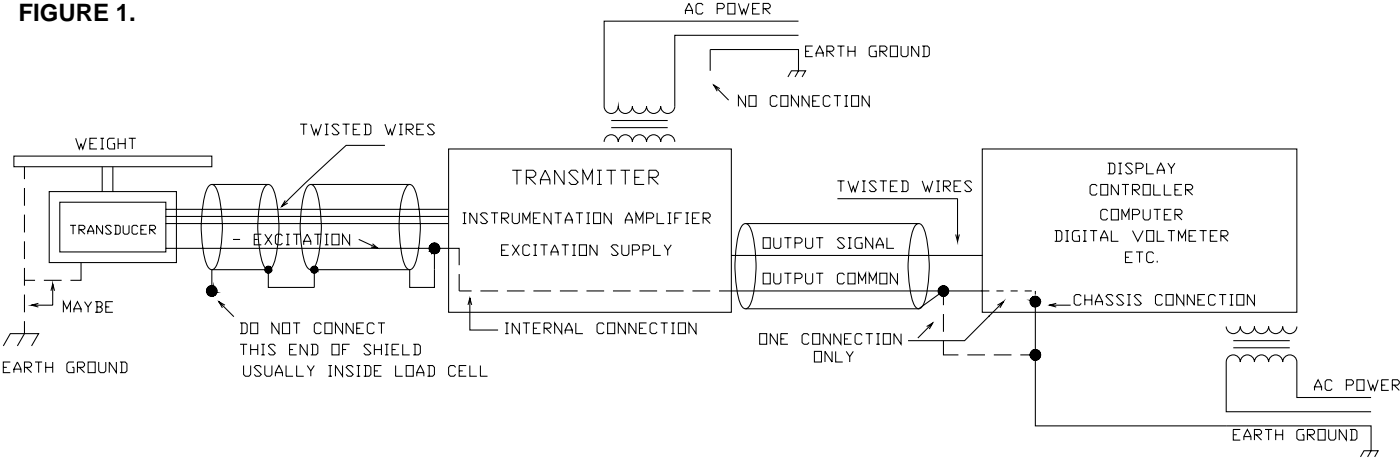 FIGURE 1.
AC POWER
EARTH GROUND
NO CONNECTION
TWISTED WIRES
WEIGHT
TRANSDUCER
- EXCITATION
MAYBE
EARTH GROUND
DO NOT CONNECT
THIS END OF SHIELD
USUALLY INSIDE LOAD CELL
TRANSMITTER
INSTRUMENTATION AMPLIFIER
EXCITATION SUPPLY
INTERNAL CONNECTION
TWISTED WIRES
OUTPUT SIGNAL
OUTPUT COMMON
ONE CONNECTION
ONLY
DISPLAY
CONTROLLER
COMPUTER
DIGITAL VOLTMETER
ETC.
CHASSIS CONNECTION
AC POWER
EARTH GROUND